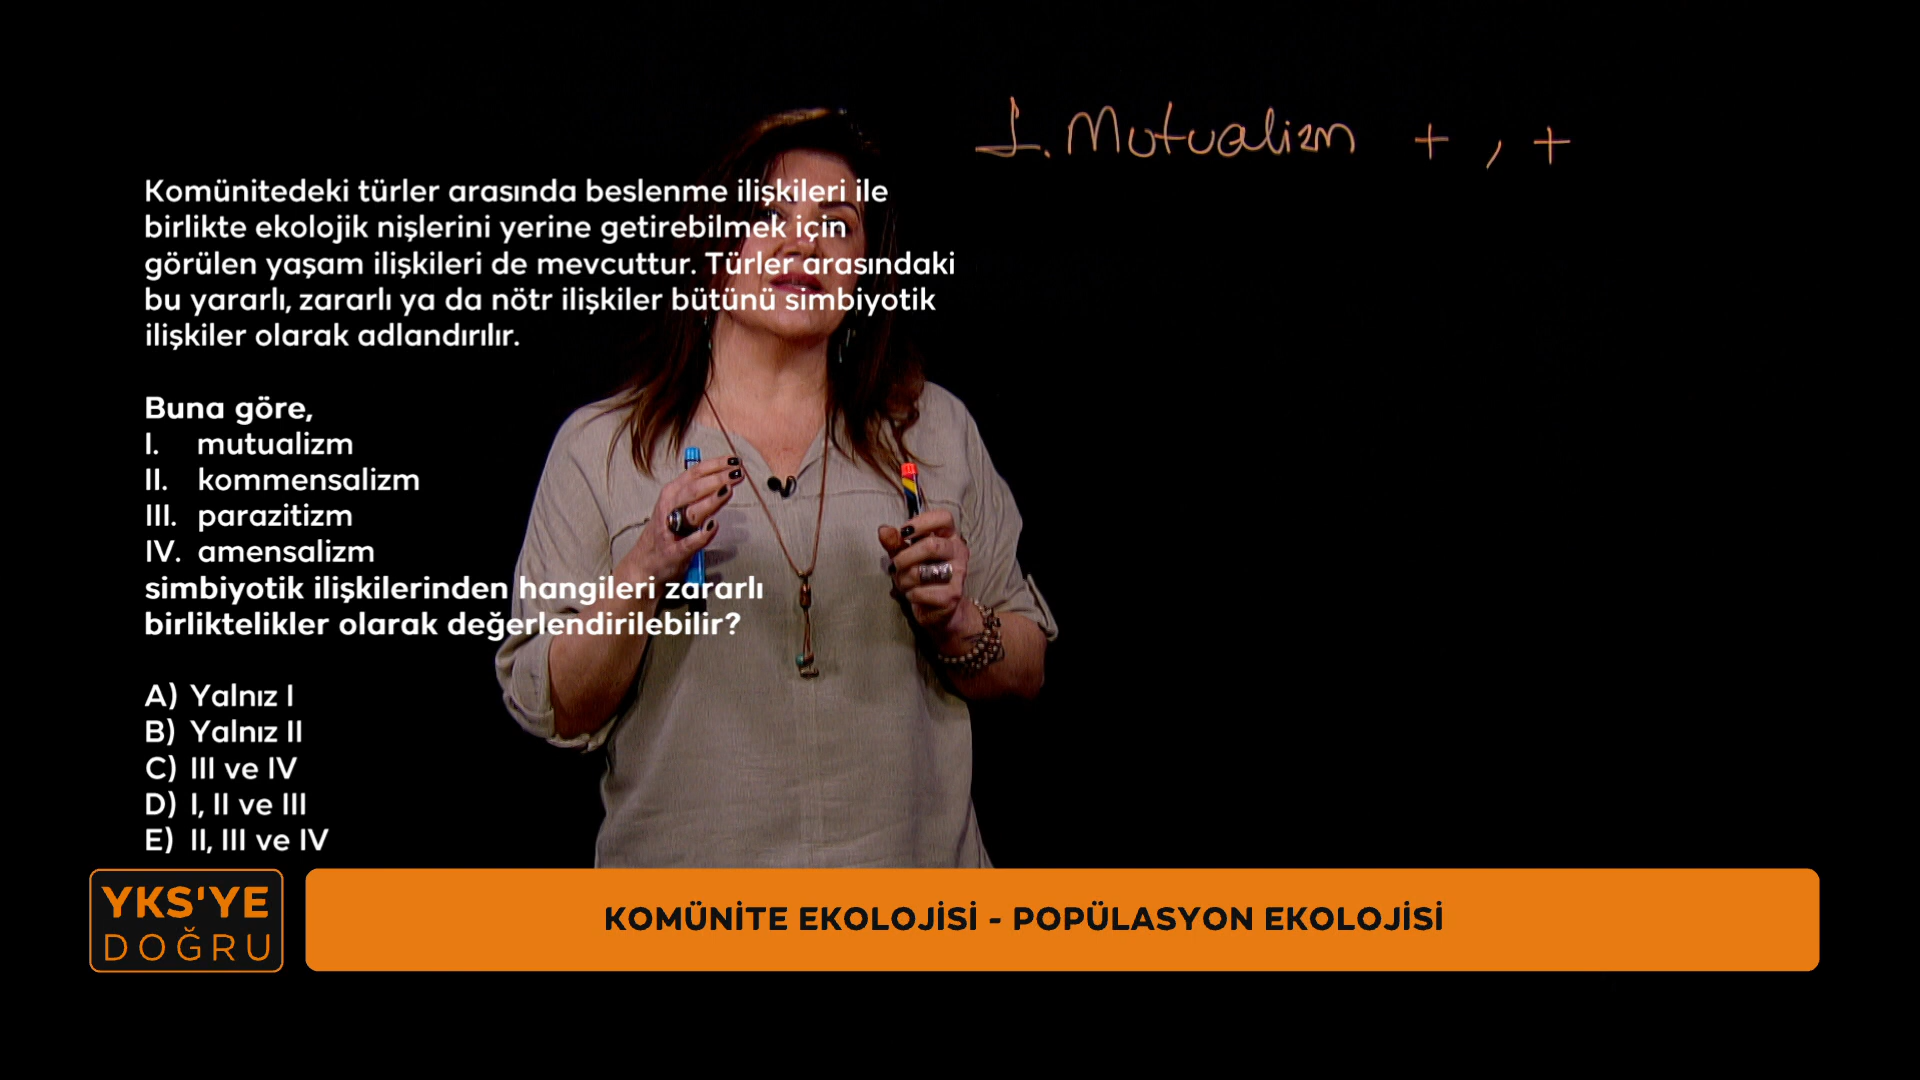 I. Mutualizm + , +
Komünitedeki türler arasında beslenme ilişkileri ile
birlikte ekolojik nişlerini yerine getirebilmek için
görülen yaşam ilişkileri de mevcuttur. Türler arasındaki
bu yararlı, zararlı ya da nötr ilişkiler bütünü simbiyotik
ilişkiler olarak adlandırılır.
Buna göre,
I. mutualizm
II. kommensalizm
III. parazitizm
IV. amensalizm
simbiyotik ilişkilerinden hangileri zararlı
birliktelikler olarak değerlendirilebilir?
A) Yalnız I
B) Yalnız II
C) III ve IV
D) I, II ve III
E) II, III ve IV
YKS'YE
DOĞRU
KOMÜNİTE EKOLOJİSİ - POPÜLASYON EKOLOJİSİ